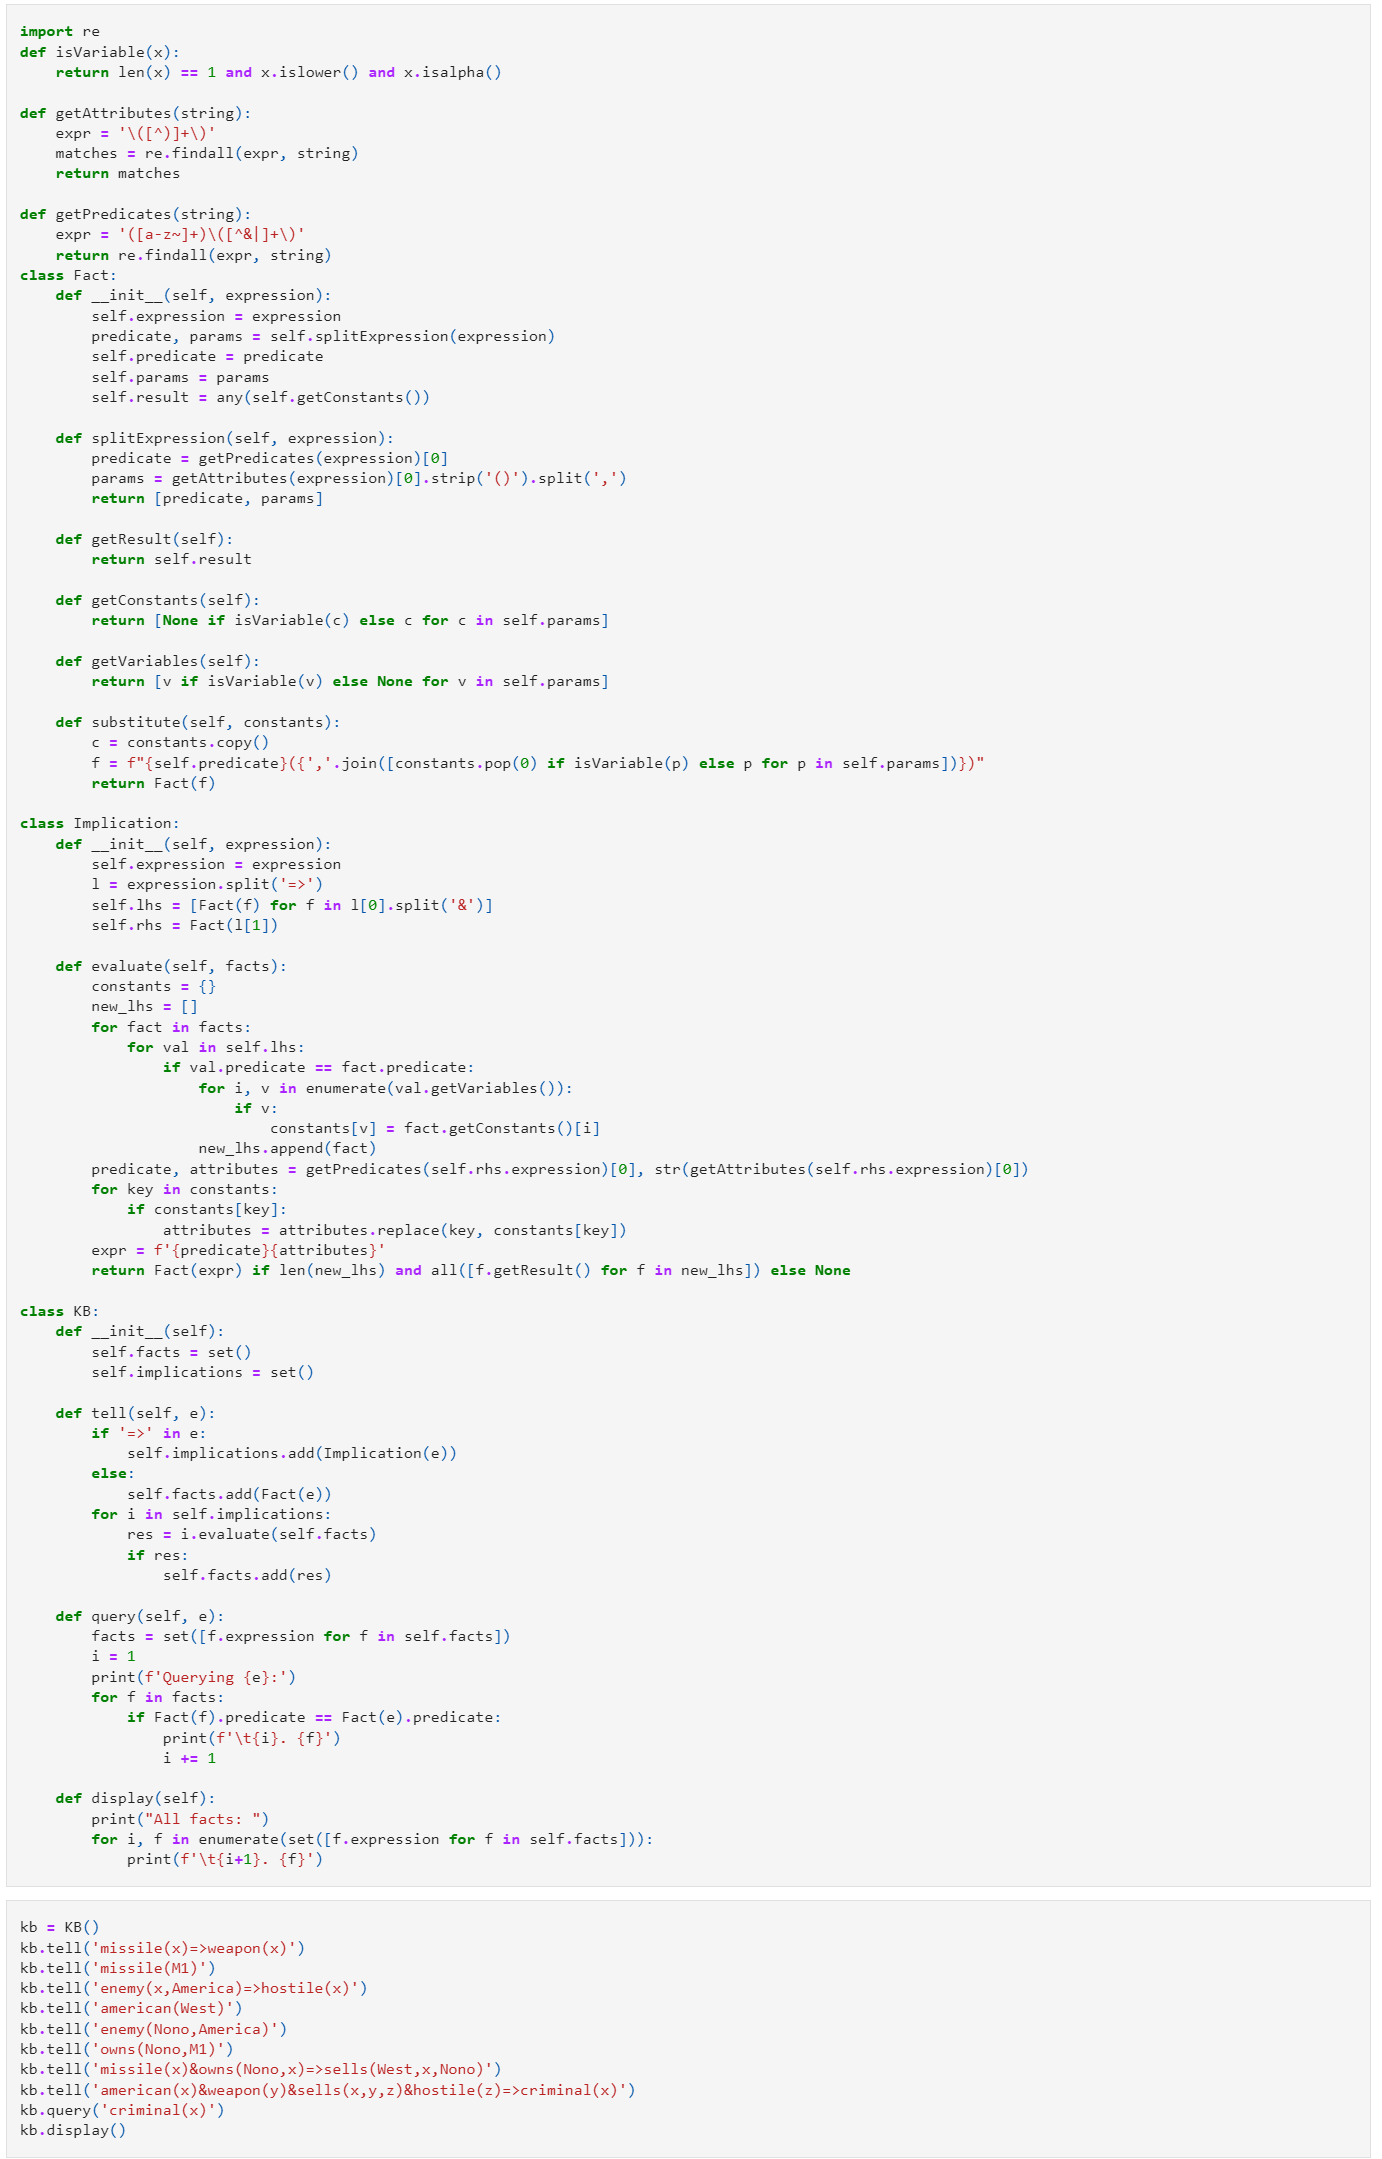 import re
def isVariable(x):
    return len(x) == 1 and x.islower() and x.isalpha()

def getAttributes(string):
    expr = '\([^)]+\)'
    matches = re.findall(expr, string)
    return matches

def getPredicates(string):
    expr = '([a-z~]+)\([^&|]+\)'
    return re.findall(expr, string)
class Fact:
    def __init__(self, expression):
        self.expression = expression
        predicate, params = self.splitExpression(expression)
        self.predicate = predicate
        self.params = params
        self.result = any(self.getConstants())

    def splitExpression(self, expression):
        predicate = getPredicates(expression)[0]
        params = getAttributes(expression)[0].strip('()').split(',')
        return [predicate, params]

    def getResult(self):
        return self.result

    def getConstants(self):
        return [None if isVariable(c) else c for c in self.params]

    def getVariables(self):
        return [v if isVariable(v) else None for v in self.params]

    def substitute(self, constants):
        c = constants.copy()
        f = f"{self.predicate}({','.join([constants.pop(0) if isVariable(p) else p for p in self.params])})"
        return Fact(f)

class Implication:
    def __init__(self, expression):
        self.expression = expression
        l = expression.split('=>')
        self.lhs = [Fact(f) for f in l[0].split('&')]
        self.rhs = Fact(l[1])

    def evaluate(self, facts):
        constants = {}
        new_lhs = []
        for fact in facts:
            for val in self.lhs:
                if val.predicate == fact.predicate:
                    for i, v in enumerate(val.getVariables()):
                        if v:
                            constants[v] = fact.getConstants()[i]
                    new_lhs.append(fact)
        predicate, attributes = getPredicates(self.rhs.expression)[0], str(getAttributes(self.rhs.expression)[0])
        for key in constants:
            if constants[key]:
                attributes = attributes.replace(key, constants[key])
        expr = f'{predicate}{attributes}'
        return Fact(expr) if len(new_lhs) and all([f.getResult() for f in new_lhs]) else None

class KB:
    def __init__(self):
        self.facts = set()
        self.implications = set()

    def tell(self, e):
        if '=>' in e:
            self.implications.add(Implication(e))
        else:
            self.facts.add(Fact(e))
        for i in self.implications:
            res = i.evaluate(self.facts)
            if res:
                self.facts.add(res)

    def query(self, e):
        facts = set([f.expression for f in self.facts])
        i = 1
        print(f'Querying {e}:')
        for f in facts:
            if Fact(f).predicate == Fact(e).predicate:
                print(f'\t{i}. {f}')
                i += 1

    def display(self):
        print("All facts: ")
        for i, f in enumerate(set([f.expression for f in self.facts])):
            print(f'\t{i+1}. {f}')

kb = KB()
kb.tell('missile(x)=>weapon(x)')
kb.tell('missile(M1)')
kb.tell('enemy(x,America)=>hostile(x)')
kb.tell('american(West)')
kb.tell('enemy(Nono,America)')
kb.tell('owns(Nono,M1)')
kb.tell('missile(x)&owns(Nono,x)=>sells(West,x,Nono)')
kb.tell('american(x)&weapon(y)&sells(x,y,z)&hostile(z)=>criminal(x)')
kb.query('criminal(x)')
kb.display()